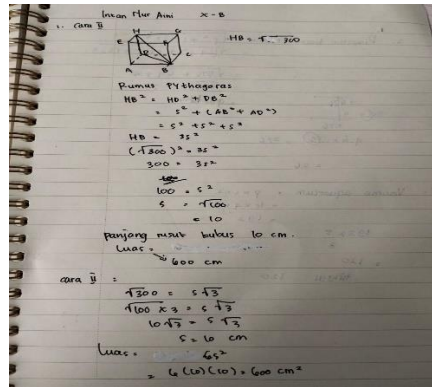 Intan Nur Aini X - B
1. Cara II
HB = √300
H G
E F
D C
A B
Rumus Pythagoras
HB² = HD² + DB²
= s² + (AB² + AD²)
= s² + s² + s²
HB = 3s²
(√300)² = 3s²
300 = 3s²
100 = s²
s = √100
= 10
panjang rusuk kubus 10 cm.
Luas =
600 cm
cara II =
√300 = s√3
√100 x 3 = s√3
10√3 = s√3
s = 10 cm
Luas = 6s²
= 6 (10) (10) = 600 cm²